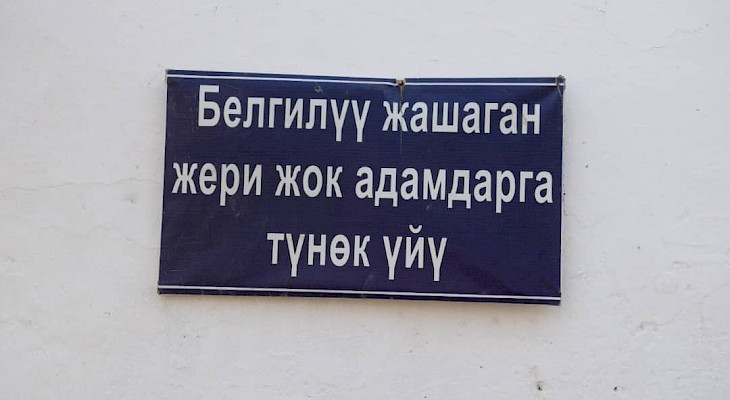 Белгилүү жашаган
жери жок адамдарга
түнөк үйү